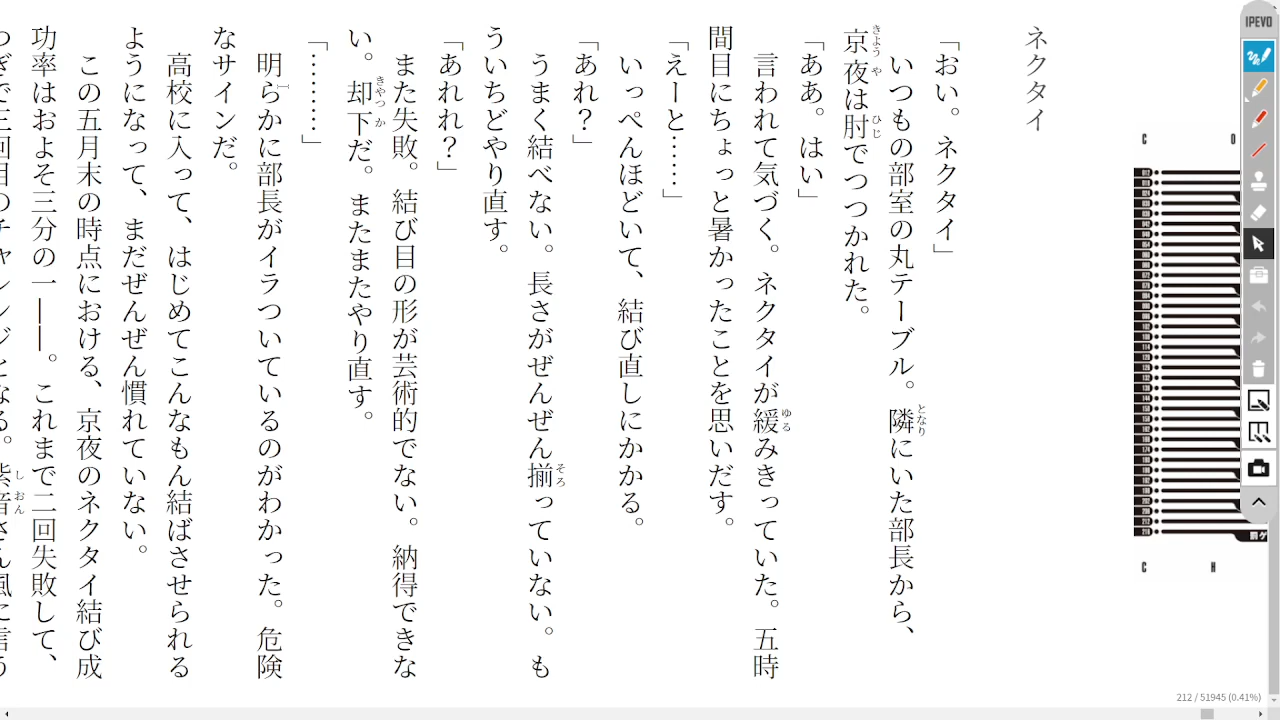 ネクタイ
「おい。ネクタイ」
いつもの部室の丸テーブル。隣にいた部長から、
京夜は肘でつつかれた。
「ああ。はい」
言われて気づく。ネクタイが緩みきっていた。五時
間目にちょっと暑かったことを思いだす。
「えーと……」
いっぺんほどいて、結び直しにかかる。
「あれ？」
うまく結べない。長さがぜんぜん揃っていない。も
ういちどやり直す。
「あれれ？」
また失敗。結び目の形が芸術的でない。納得できな
い。却下だ。またまたやり直す。
「…………」
明らかに部長がイラついているのがわかった。危険
なサインだ。
高校に入って、はじめてこんなもん結ばさせられる
ようになって、まだぜんぜん慣れていない。
この五月末の時点における、京夜のネクタイ結び成
功率はおよそ三分の一――。これまで二回失敗して、
IPEVO
C
C H
212 / 51945 (0.41%)